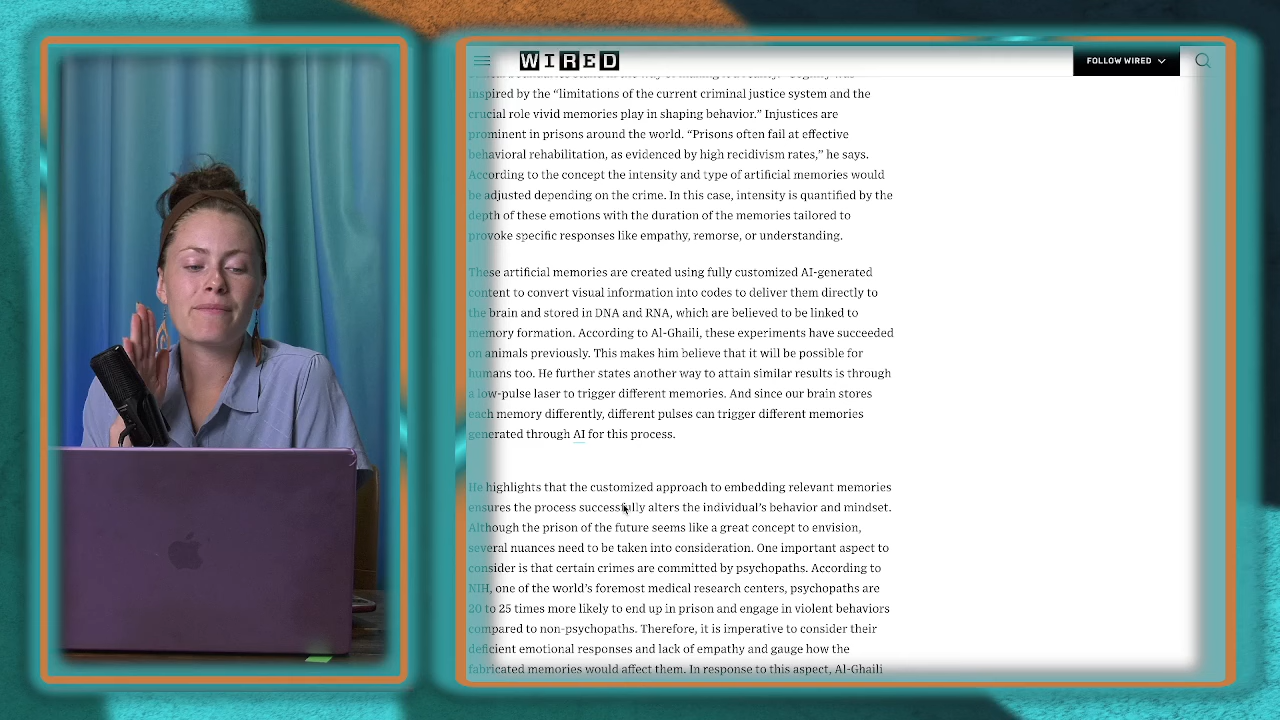 WIRED
FOLLOW WIRED
inspired by the “limitations of the current criminal justice system and the
crucial role vivid memories play in shaping behavior.” Injustices are
prominent in prisons around the world. “Prisons often fail at effective
behavioral rehabilitation, as evidenced by high recidivism rates,” he says.
According to the concept the intensity and type of artificial memories would
be adjusted depending on the crime. In this case, intensity is quantified by the
depth of these emotions with the duration of the memories tailored to
provoke specific responses like empathy, remorse, or understanding.
These artificial memories are created using fully customized AI-generated
content to convert visual information into codes to deliver them directly to
the brain and stored in DNA and RNA, which are believed to be linked to
memory formation. According to Al-Ghaili, these experiments have succeeded
on animals previously. This makes him believe that it will be possible for
humans too. He further states another way to attain similar results is through
a low-pulse laser to trigger different memories. And since our brain stores
each memory differently, different pulses can trigger different memories
generated through AI for this process.
He highlights that the customized approach to embedding relevant memories
ensures the process successfully alters the individual’s behavior and mindset.
Although the prison of the future seems like a great concept to envision,
several nuances need to be taken into consideration. One important aspect to
consider is that certain crimes are committed by psychopaths. According to
NIH, one of the world’s foremost medical research centers, psychopaths are
20 to 25 times more likely to end up in prison and engage in violent behaviors
compared to non-psychopaths. Therefore, it is imperative to consider their
deficient emotional responses and lack of empathy and gauge how the
fabricated memories would affect them. In response to this aspect, Al-Ghaili